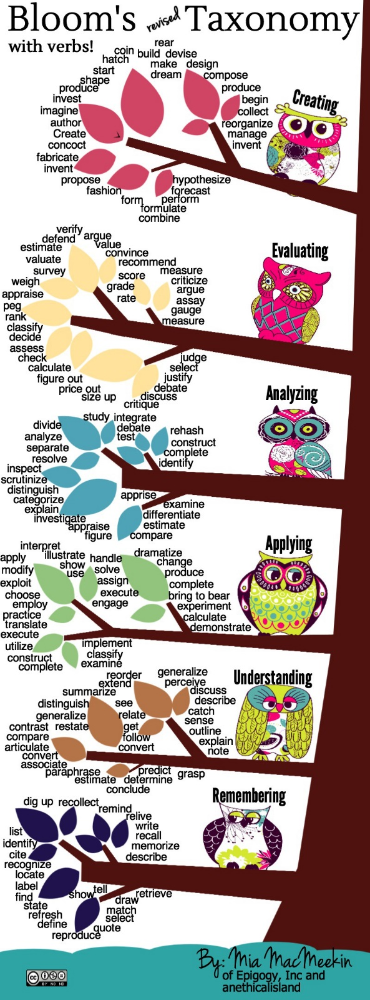 Bloom's revised Taxonomy
with verbs!
rear
coin
build devise
hatch
make design
start
dream
compose
shape
produce
produce
invest
begin
imagine
collect
author
reorganize
Create
manage
concoct
invent
fabricate
invent
propose
hypothesize
fashion
forecast
form
perform
formulate
combine
Creating
verify
defend
argue
estimate
value
valuate
convince
survey
recommend
weigh
score
measure
appraise
grade
criticize
peg
rate
argue
rank
assay
classify
gauge
decide
measure
assess
check
judge
calculate
select
figure out
justify
price out
debate
size up
discuss
critique
Evaluating
study integrate
divide
debate
analyze
test
rehash
separate
construct
resolve
complete
inspect
identify
scrutinize
distinguish
apprise
categorize
examine
explain
differentiate
investigate
estimate
appraise
compare
figure
Analyzing
interpret
apply
illustrate
handle
dramatize
modify
show
solve
change
exploit
use
assign
produce
choose
execute
complete
employ
engage
bring to bear
practice
experiment
translate
calculate
execute
demonstrate
utilize
implement
construct
classify
complete
examine
Applying
reorder
generalize
extend
perceive
summarize
discuss
distinguish
see
describe
generalize
relate
catch
contrast
restate
get
sense
compare
follow
outline
articulate
convert
explain
convert
note
associate
paraphrase
predict
grasp
estimate
determine
conclude
Understanding
dig up recollect
remind
list
relive
identify
write
cite
recall
recognize
memorize
locate
describe
label
tell
find
show
retrieve
state
draw
refresh
match
define
select
reproduce
quote
Remembering
By: Mia MacMeekin
of Epigogy, Inc and
anethicalisland
cc
BY NC ND